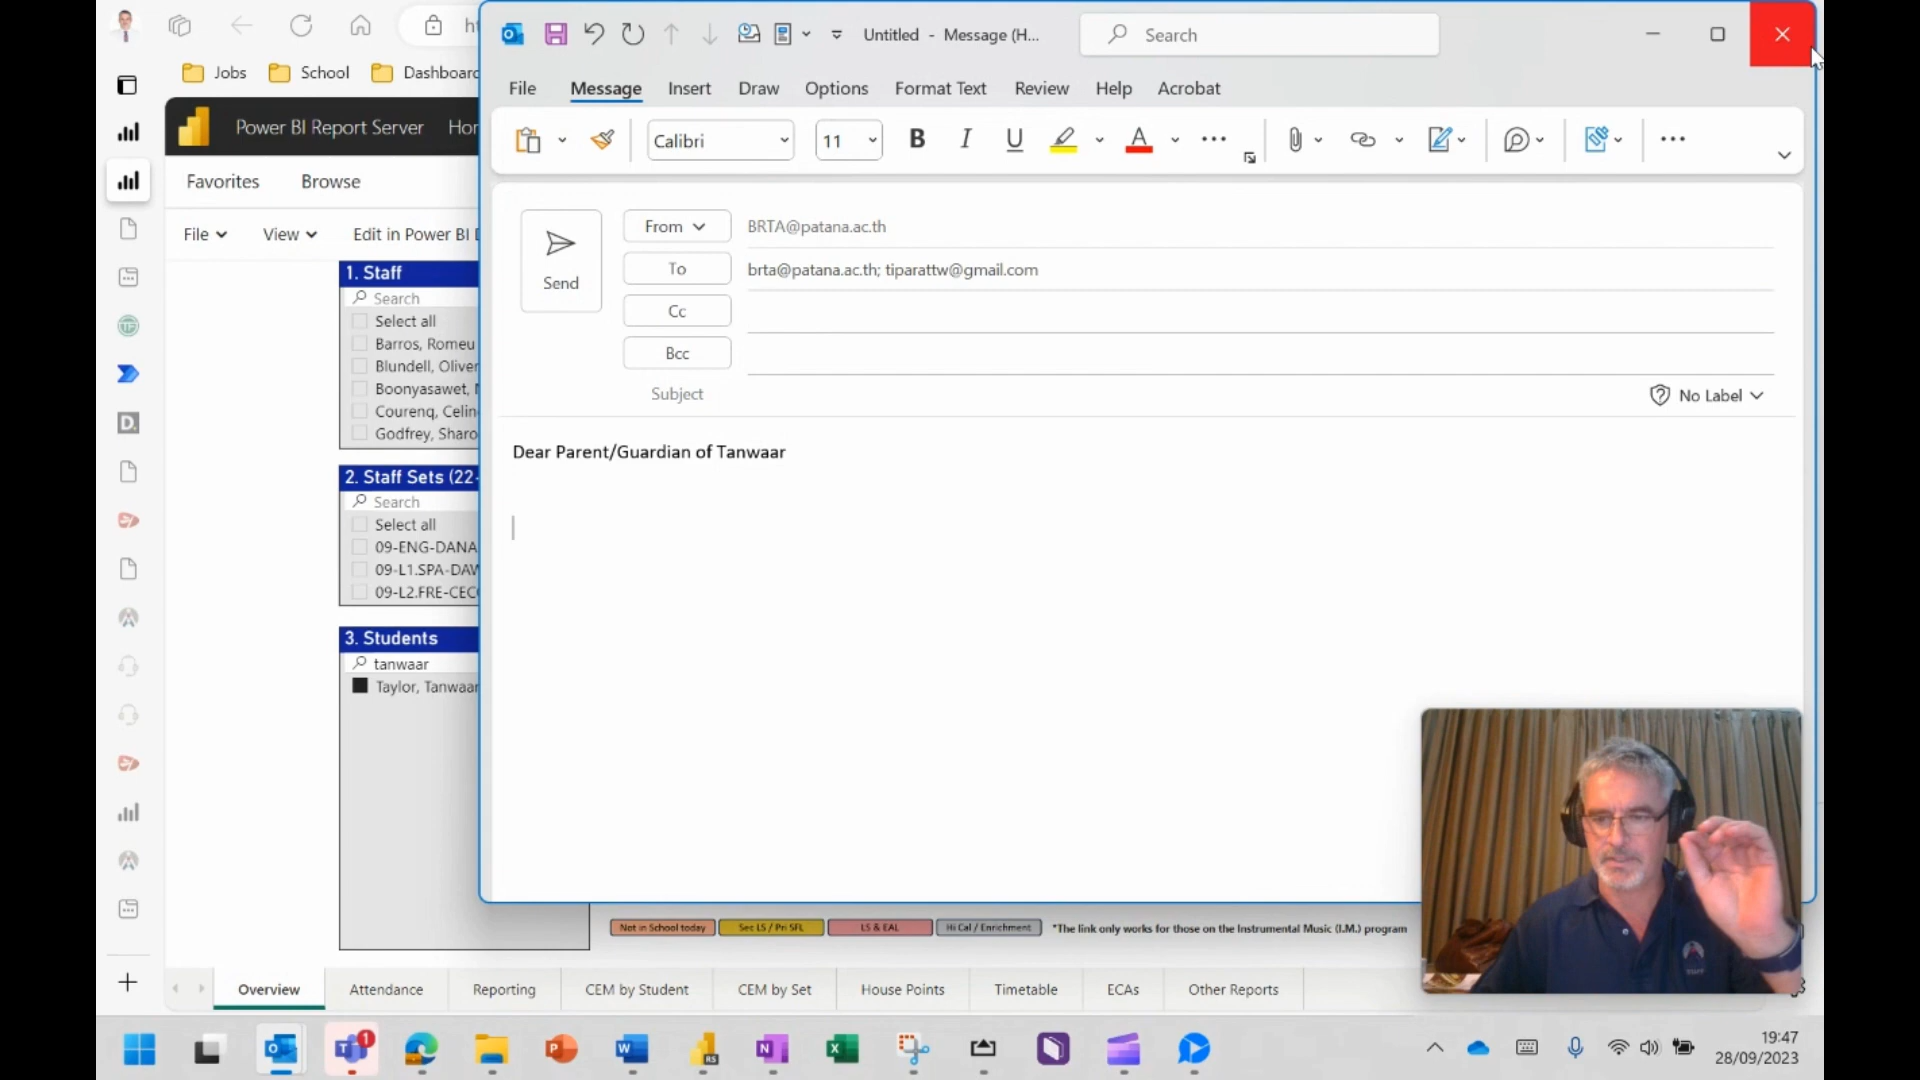 ht
Untitled - Message (H...
Search
Jobs
School
Dashboard
File
Message
Insert
Draw
Options
Format Text
Review
Help
Acrobat
Power BI Report Server
Hor
Calibri
11
B
I
U
A
Favorites
Browse
File
View
Edit in Power BI D
Send
From
BRTA@patana.ac.th
To
brta@patana.ac.th; tiparattw@gmail.com
Cc
Bcc
Subject
No Label
Dear Parent/Guardian of Tanwaar
1. Staff
Search
Select all
Barros, Romeu
Blundell, Oliver
Boonyasawet, N
Courenq, Celin
Godfrey, Sharo
2. Staff Sets (22-
Search
Select all
09-ENG-DANA
09-L1.SPA-DAV
09-L2.FRE-CEC
3. Students
tanwaar
Taylor, Tanwaar
Not in School today
Sec LS / Pri SFL
LS & EAL
Hi Cal / Enrichment
*The link only works for those on the Instrumental Music (I.M.) program
Overview
Attendance
Reporting
CEM by Student
CEM by Set
House Points
Timetable
ECAs
Other Reports
1
19:47
28/09/2023